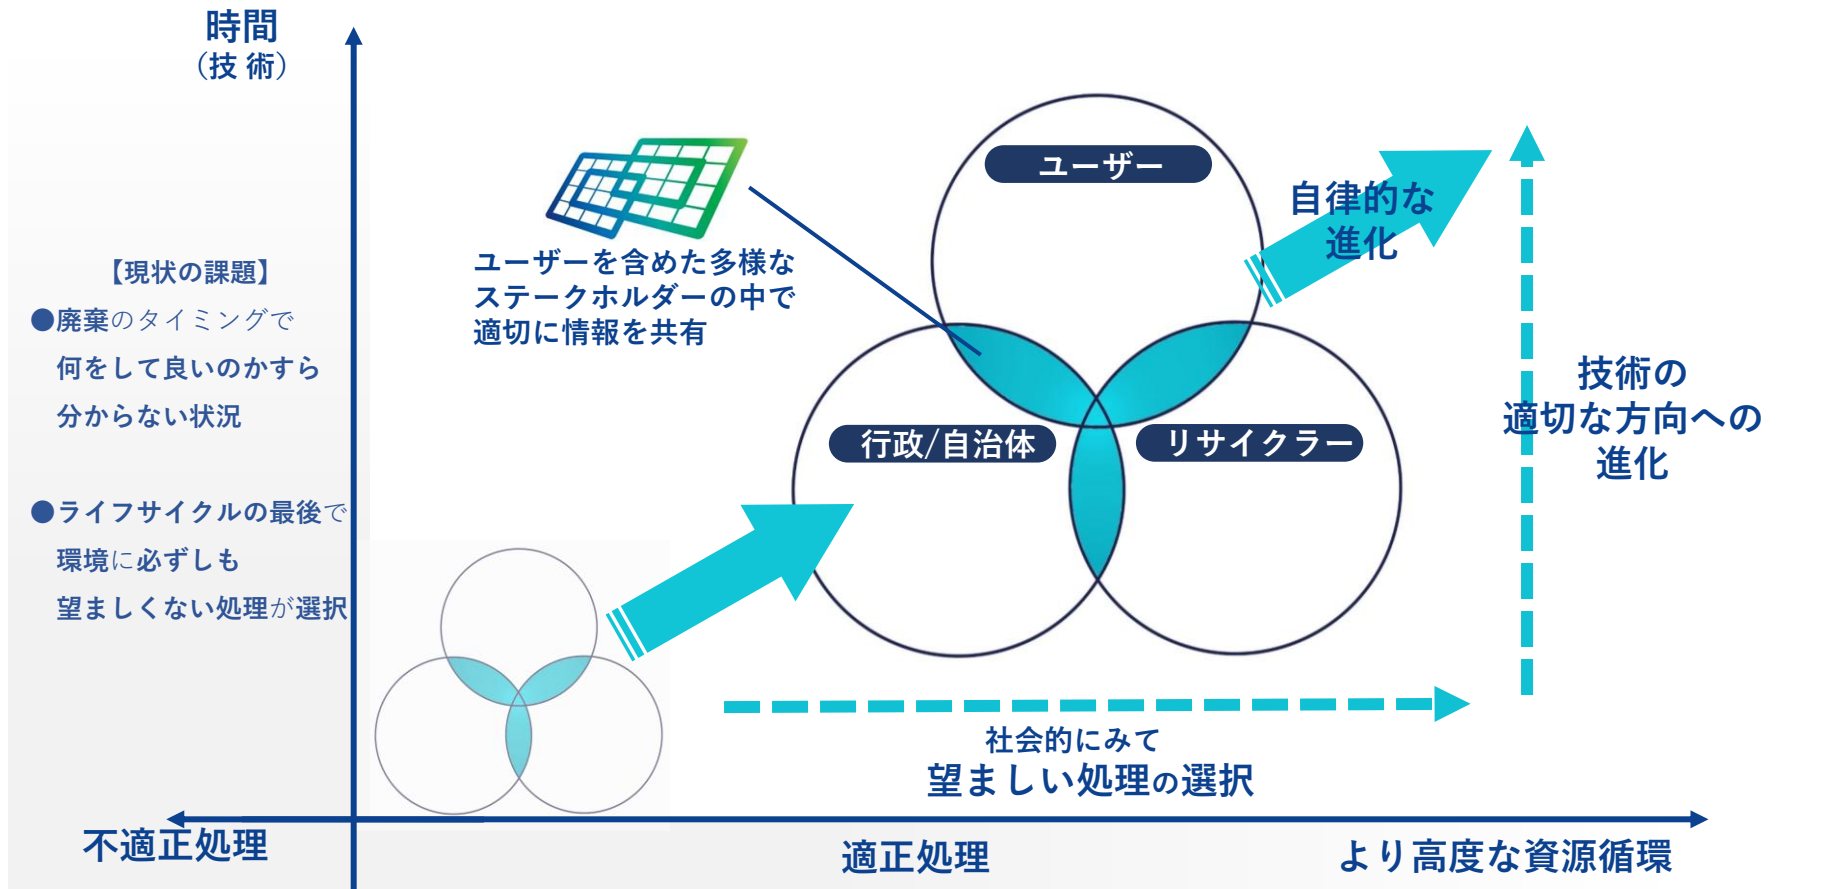 時間
（技 術）
【現状の課題】
●廃棄のタイミングで
何をして良いのかすら
分からない状況
●ライフサイクルの最後で
環境に必ずしも
望ましくない処理が選択
ユーザーを含めた多様な
ステークホルダーの中で
適切に情報を共有
ユーザー
行政/自治体
リサイクラー
自律的な
進化
技術の
適切な方向への
進化
社会的にみて
望ましい処理の選択
不適正処理
適正処理
より高度な資源循環